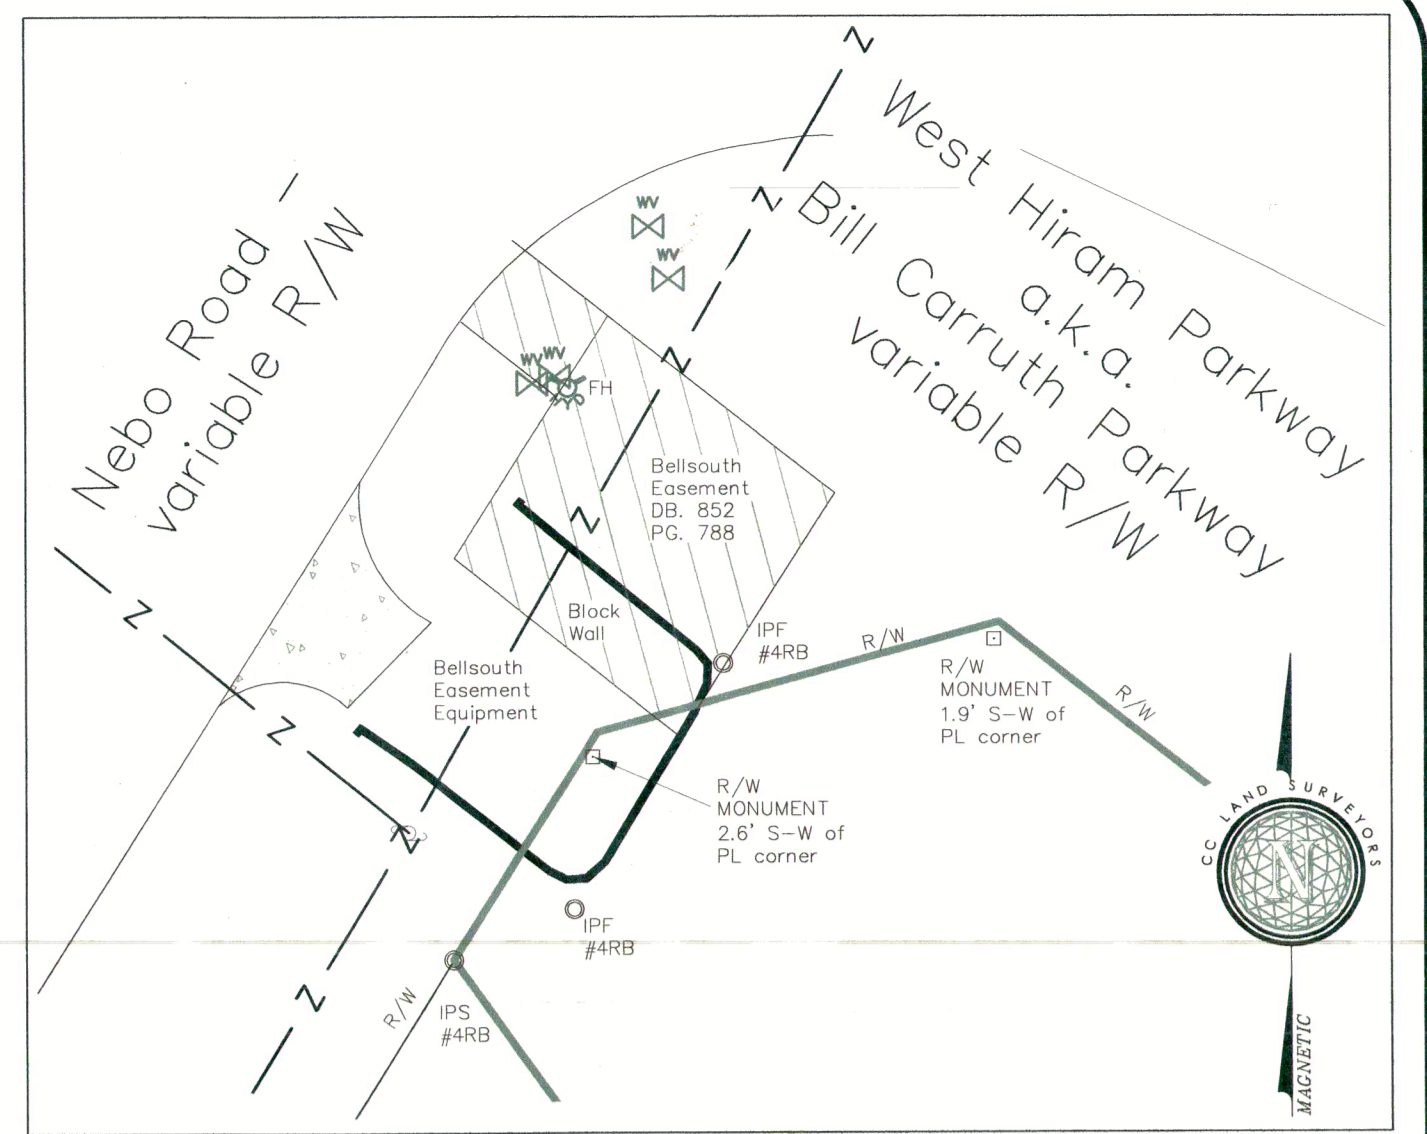 Nebo Road –
variable R/W
West Hiram Parkway
a.k.a.
Bill Carruth Parkway
variable R/W
WV
WV
WV WV
FH
Bellsouth
Easement
DB. 852
PG. 788
Block
Wall
IPF
#4RB
R/W
R/W
MONUMENT
1.9' S-W of
PL corner
R/W
Bellsouth
Easement
Equipment
R/W
MONUMENT
2.6' S-W of
PL corner
IPF
#4RB
IPS
#4RB
R/W
Z
Z
Z
Z
Z
Z
Z
Z
CC LAND SURVEYORS
N
MAGNETIC